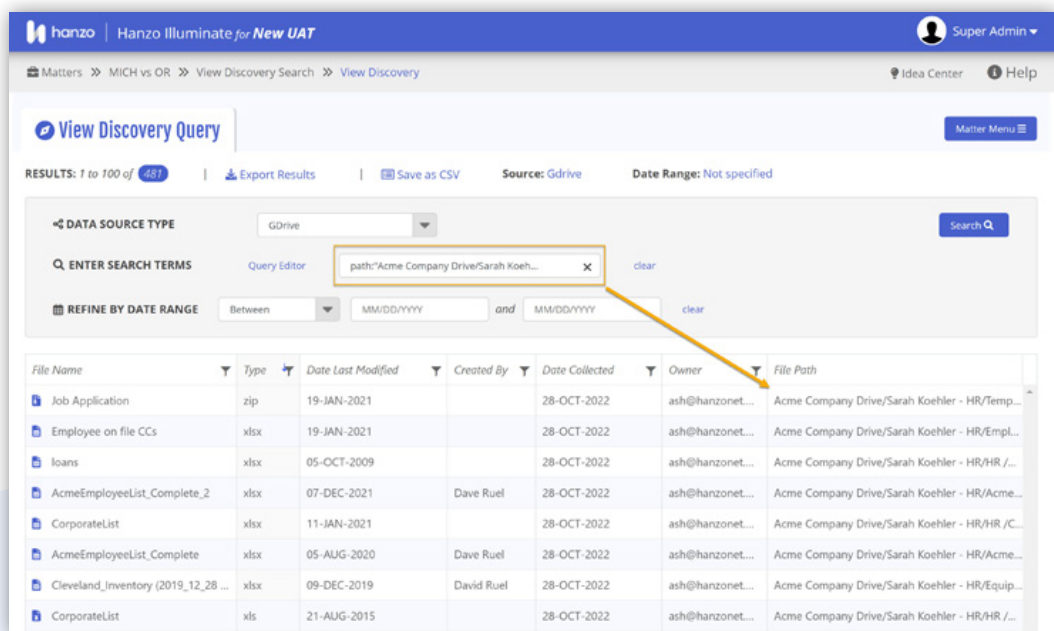 hanzo | Hanzo Illuminate for New UAT Super Admin
Matters » MICH vs OR » View Discovery Search » View Discovery Idea Center Help
View Discovery Query Matter Menu
RESULTS: 1 to 100 of 481 | Export Results | Save as CSV Source: Gdrive Date Range: Not specified
DATA SOURCE TYPE GDrive Search
ENTER SEARCH TERMS Query Editor path:"Acme Company Drive/Sarah Koeh... × clear
REFINE BY DATE RANGE Between MM/DD/YYYY and MM/DD/YYYY clear
File Name Type Date Last Modified Created By Date Collected Owner File Path
Job Application zip 19-JAN-2021 28-OCT-2022 ash@hanzonet.... Acme Company Drive/Sarah Koehler - HR/Temp...
Employee on file CCs xlsx 19-JAN-2021 28-OCT-2022 ash@hanzonet.... Acme Company Drive/Sarah Koehler - HR/Empl...
loans xlsx 05-OCT-2009 28-OCT-2022 ash@hanzonet.... Acme Company Drive/Sarah Koehler - HR/HR /...
AcmeEmployeeList_Complete_2 xlsx 07-DEC-2021 Dave Ruel 28-OCT-2022 ash@hanzonet.... Acme Company Drive/Sarah Koehler - HR/Acme...
CorporateList xlsx 11-JAN-2021 28-OCT-2022 ash@hanzonet.... Acme Company Drive/Sarah Koehler - HR/HR /C...
AcmeEmployeeList_Complete xlsx 05-AUG-2020 Dave Ruel 28-OCT-2022 ash@hanzonet.... Acme Company Drive/Sarah Koehler - HR/Acme...
Cleveland_Inventory (2019_12_28 ... xlsx 09-DEC-2019 David Ruel 28-OCT-2022 ash@hanzonet.... Acme Company Drive/Sarah Koehler - HR/Equip...
CorporateList xls 21-AUG-2015 28-OCT-2022 ash@hanzonet.... Acme Company Drive/Sarah Koehler - HR/HR /...